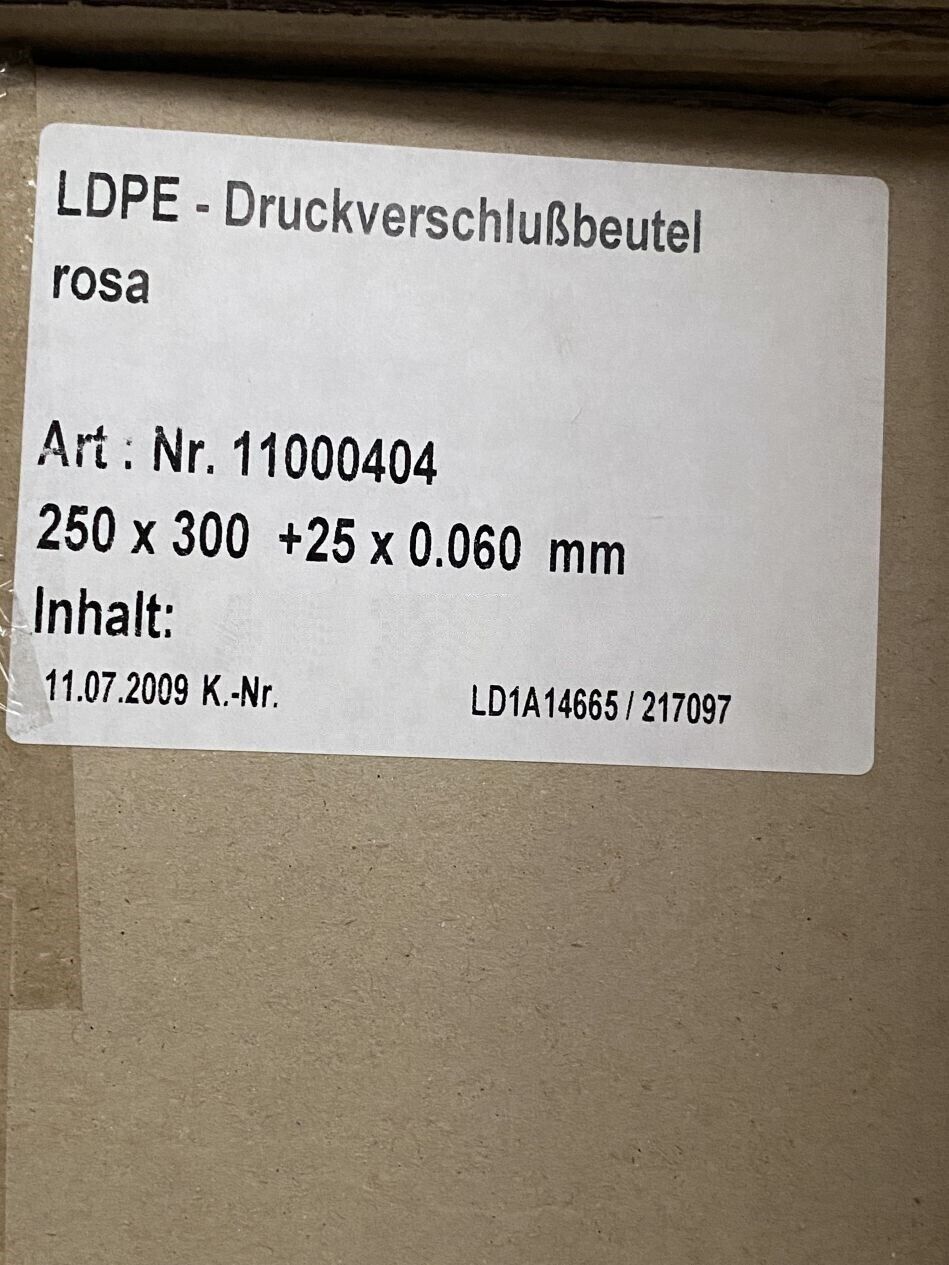 LDPE - Druckverschlußbeutel
rosa
Art : Nr. 11000404
250 x 300 +25 x 0.060 mm
Inhalt:
11.07.2009 K.-Nr. LD1A14665 / 217097